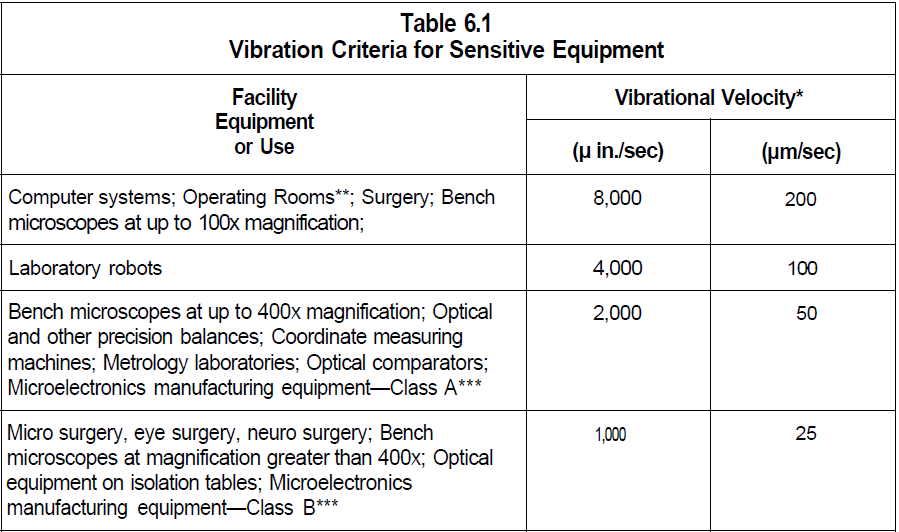 Table 6.1
Vibration Criteria for Sensitive Equipment
Facility
Equipment
or Use
Vibrational Velocity*
(μ in./sec)
(μm/sec)
Computer systems; Operating Rooms**; Surgery; Bench
microscopes at up to 100x magnification;
8,000
200
Laboratory robots
4,000
100
Bench microscopes at up to 400x magnification; Optical
and other precision balances; Coordinate measuring
machines; Metrology laboratories; Optical comparators;
Microelectronics manufacturing equipment—Class A***
2,000
50
Micro surgery, eye surgery, neuro surgery; Bench
microscopes at magnification greater than 400x; Optical
equipment on isolation tables; Microelectronics
manufacturing equipment—Class B***
1,000
25